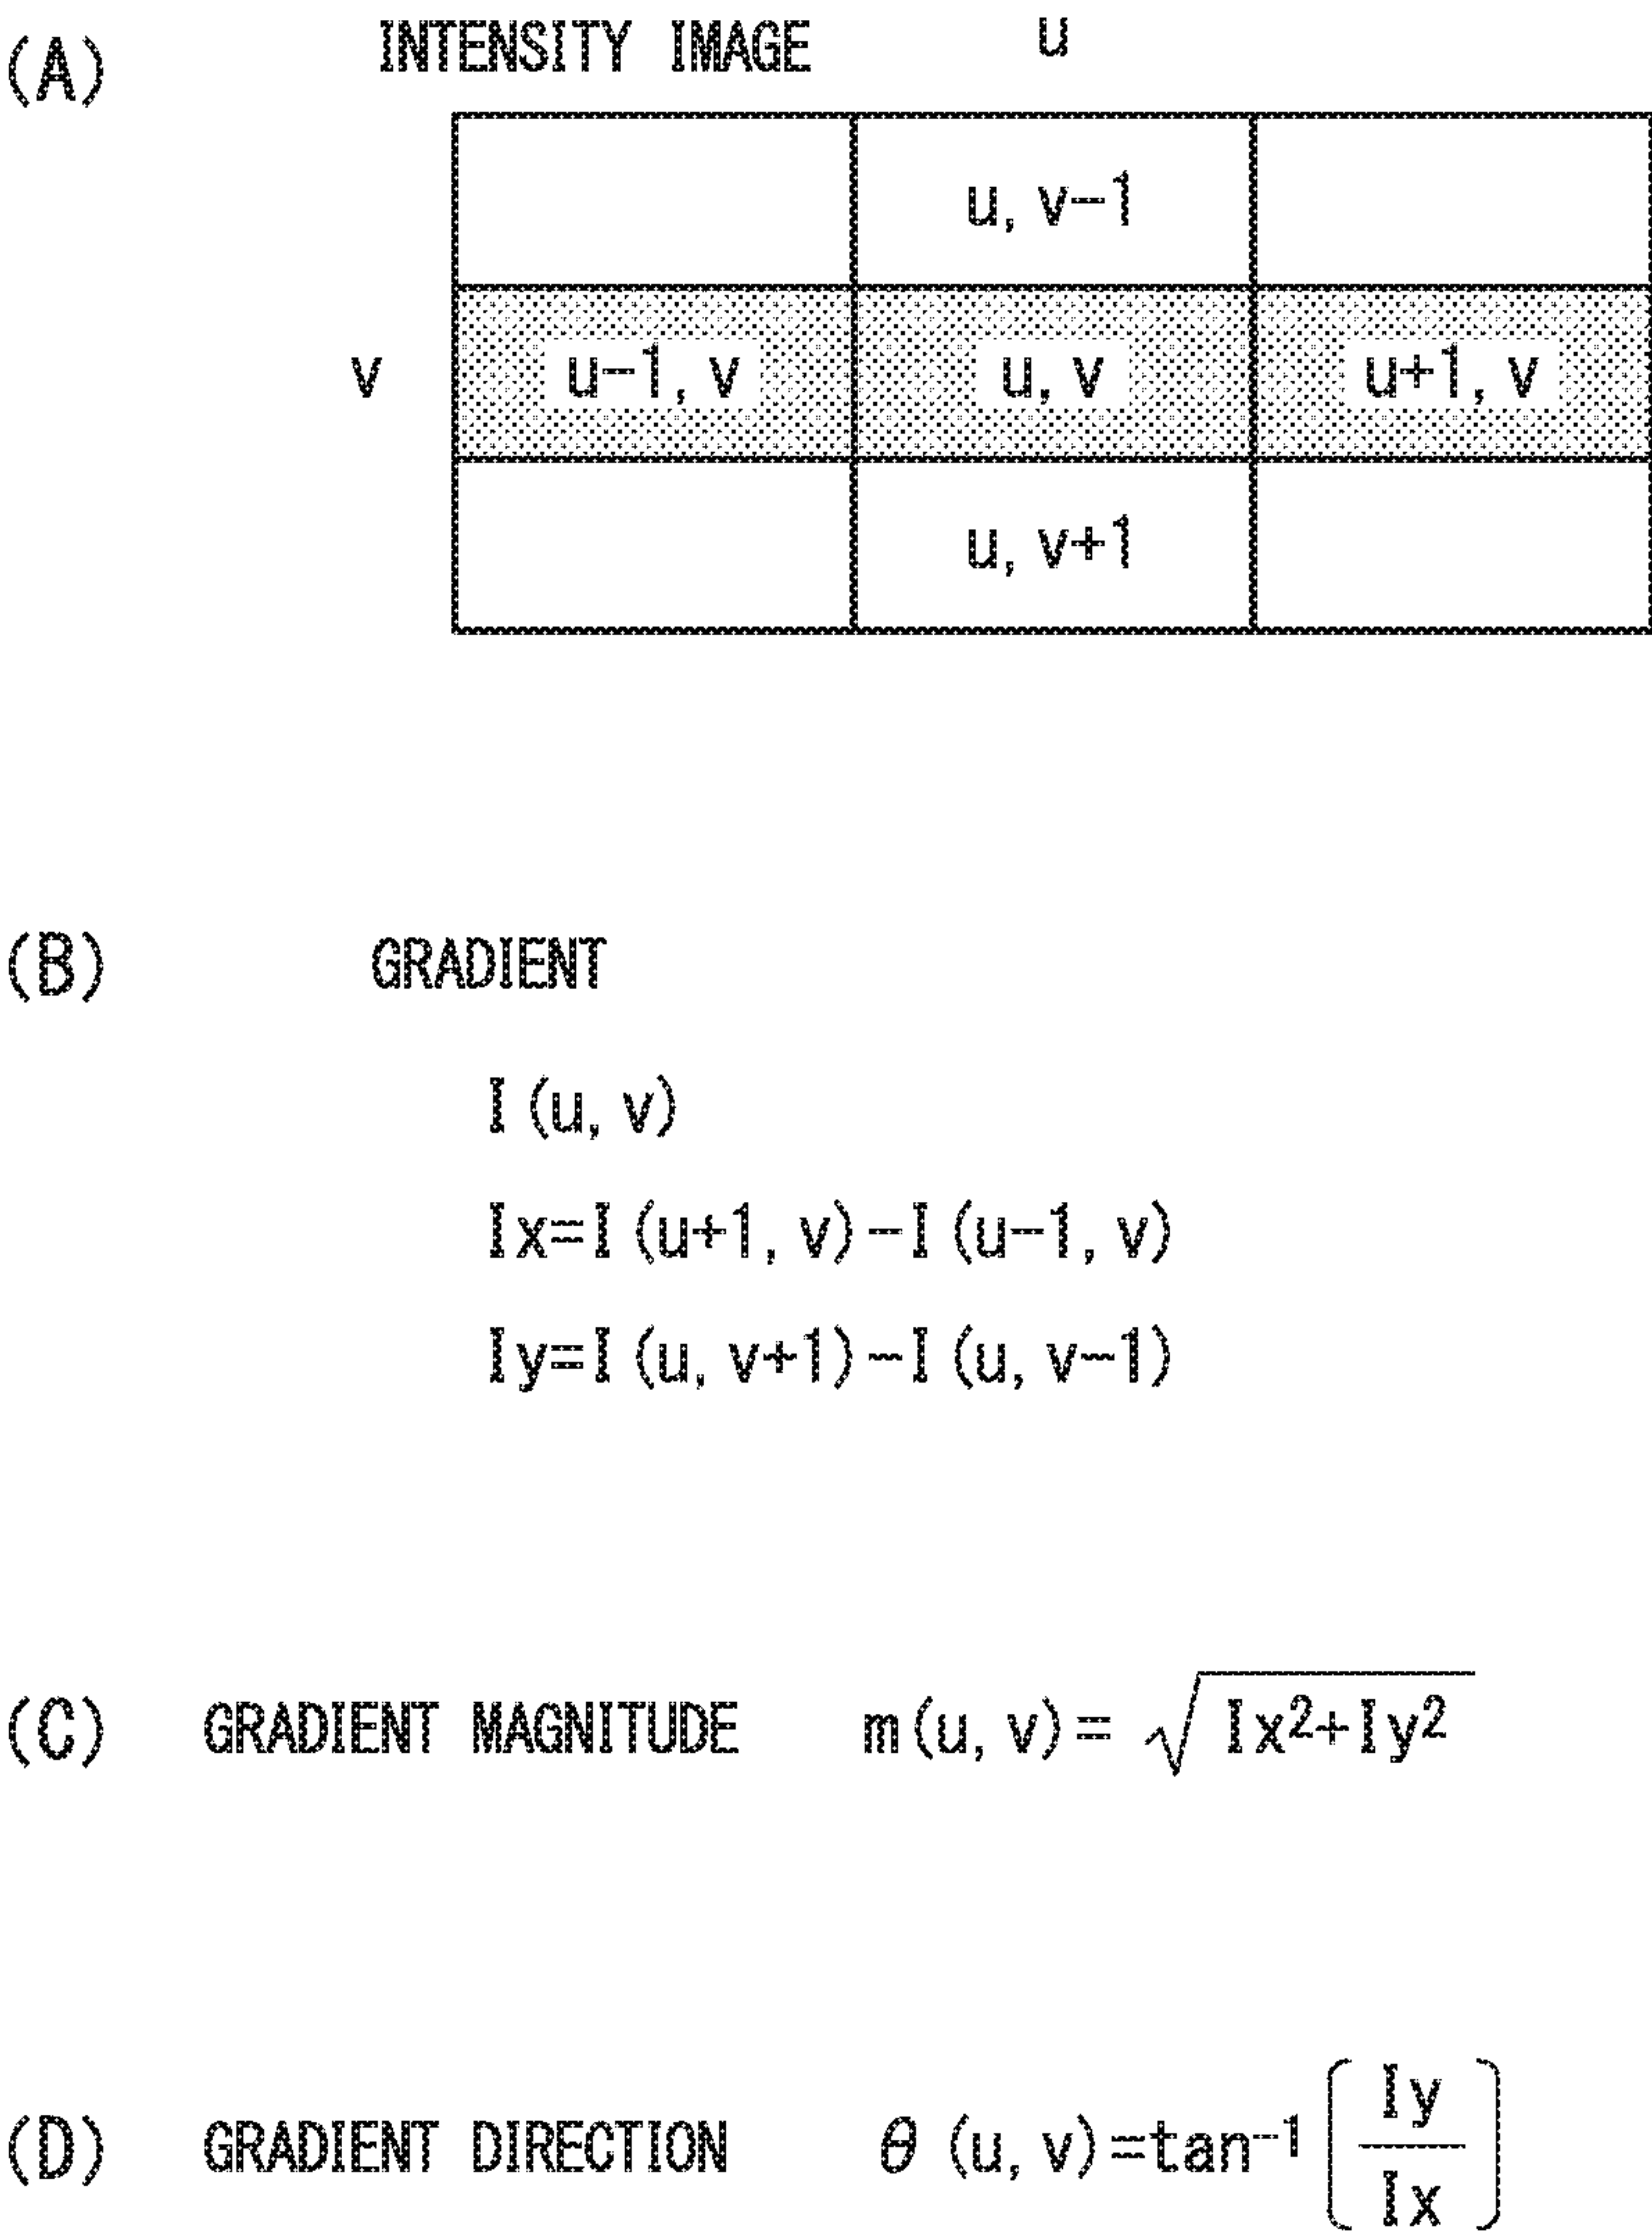 (A) INTENSITY IMAGE u
u, v−1
v u−1, v u, v u+1, v
u, v+1
(B) GRADIENT
I (u, v)
Ix=I (u+1, v) −I (u−1, v)
Iy=I (u, v+1) −I (u, v−1)
(C) GRADIENT MAGNITUDE m(u, v)= √Ix²+Iy²
(D) GRADIENT DIRECTION θ (u, v)=tan⁻¹ (Iy/Ix)